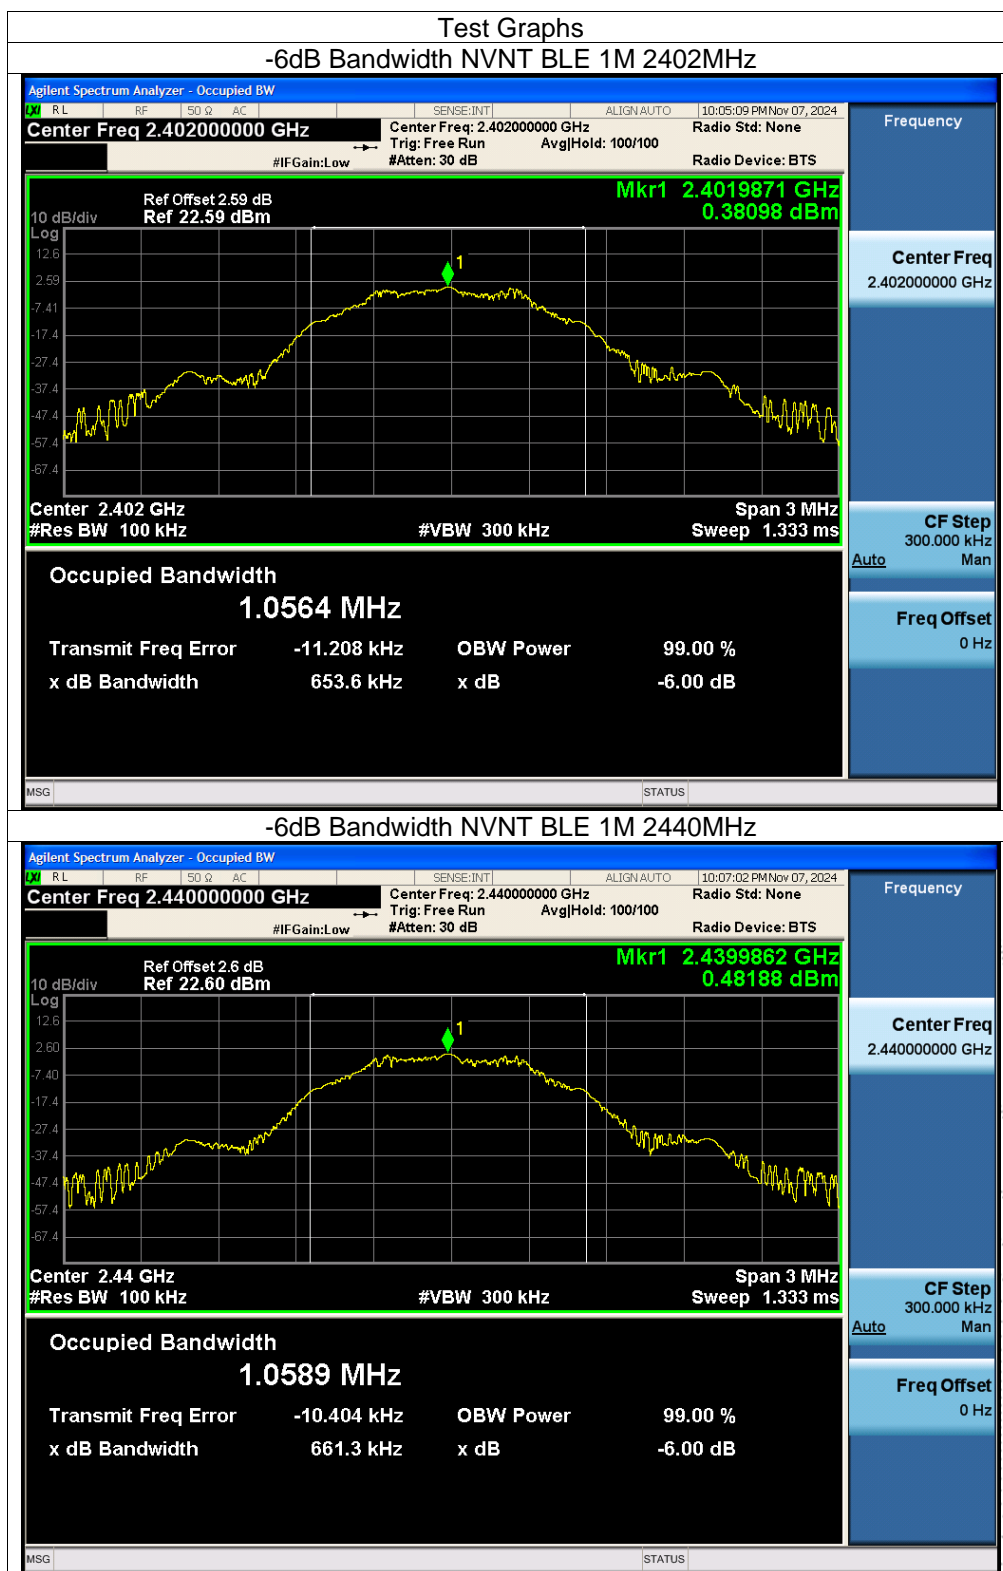 Test Graphs
-6dB Bandwidth NVNT BLE 1M 2402MHz
Agilent Spectrum Analyzer - Occupied BW
LXI RL RF 50 Ω AC SENSE:INT ALIGN AUTO 10:05:09 PM Nov 07, 2024
Center Freq 2.402000000 GHz Center Freq: 2.402000000 GHz Radio Std: None
Trig: Free Run Avg|Hold: 100/100
#IFGain:Low #Atten: 30 dB Radio Device: BTS
Frequency
Mkr1 2.4019871 GHz
0.38098 dBm
Ref Offset 2.59 dB
10 dB/div Ref 22.59 dBm
Log
12.6
2.59
-7.41
-17.4
-27.4
-37.4
-47.4
-57.4
-67.4
1
Center 2.402 GHz Span 3 MHz
#Res BW 100 kHz #VBW 300 kHz Sweep 1.333 ms
Center Freq
2.402000000 GHz
CF Step
300.000 kHz
Auto Man
Freq Offset
0 Hz
Occupied Bandwidth
1.0564 MHz
Transmit Freq Error -11.208 kHz OBW Power 99.00 %
x dB Bandwidth 653.6 kHz x dB -6.00 dB
MSG STATUS
-6dB Bandwidth NVNT BLE 1M 2440MHz
Agilent Spectrum Analyzer - Occupied BW
LXI RL RF 50 Ω AC SENSE:INT ALIGN AUTO 10:07:02 PM Nov 07, 2024
Center Freq 2.440000000 GHz Center Freq: 2.440000000 GHz Radio Std: None
Trig: Free Run Avg|Hold: 100/100
#IFGain:Low #Atten: 30 dB Radio Device: BTS
Frequency
Mkr1 2.4399862 GHz
0.48188 dBm
Ref Offset 2.6 dB
10 dB/div Ref 22.60 dBm
Log
12.6
2.60
-7.40
-17.4
-27.4
-37.4
-47.4
-57.4
-67.4
1
Center 2.44 GHz Span 3 MHz
#Res BW 100 kHz #VBW 300 kHz Sweep 1.333 ms
Center Freq
2.440000000 GHz
CF Step
300.000 kHz
Auto Man
Freq Offset
0 Hz
Occupied Bandwidth
1.0589 MHz
Transmit Freq Error -10.404 kHz OBW Power 99.00 %
x dB Bandwidth 661.3 kHz x dB -6.00 dB
MSG STATUS